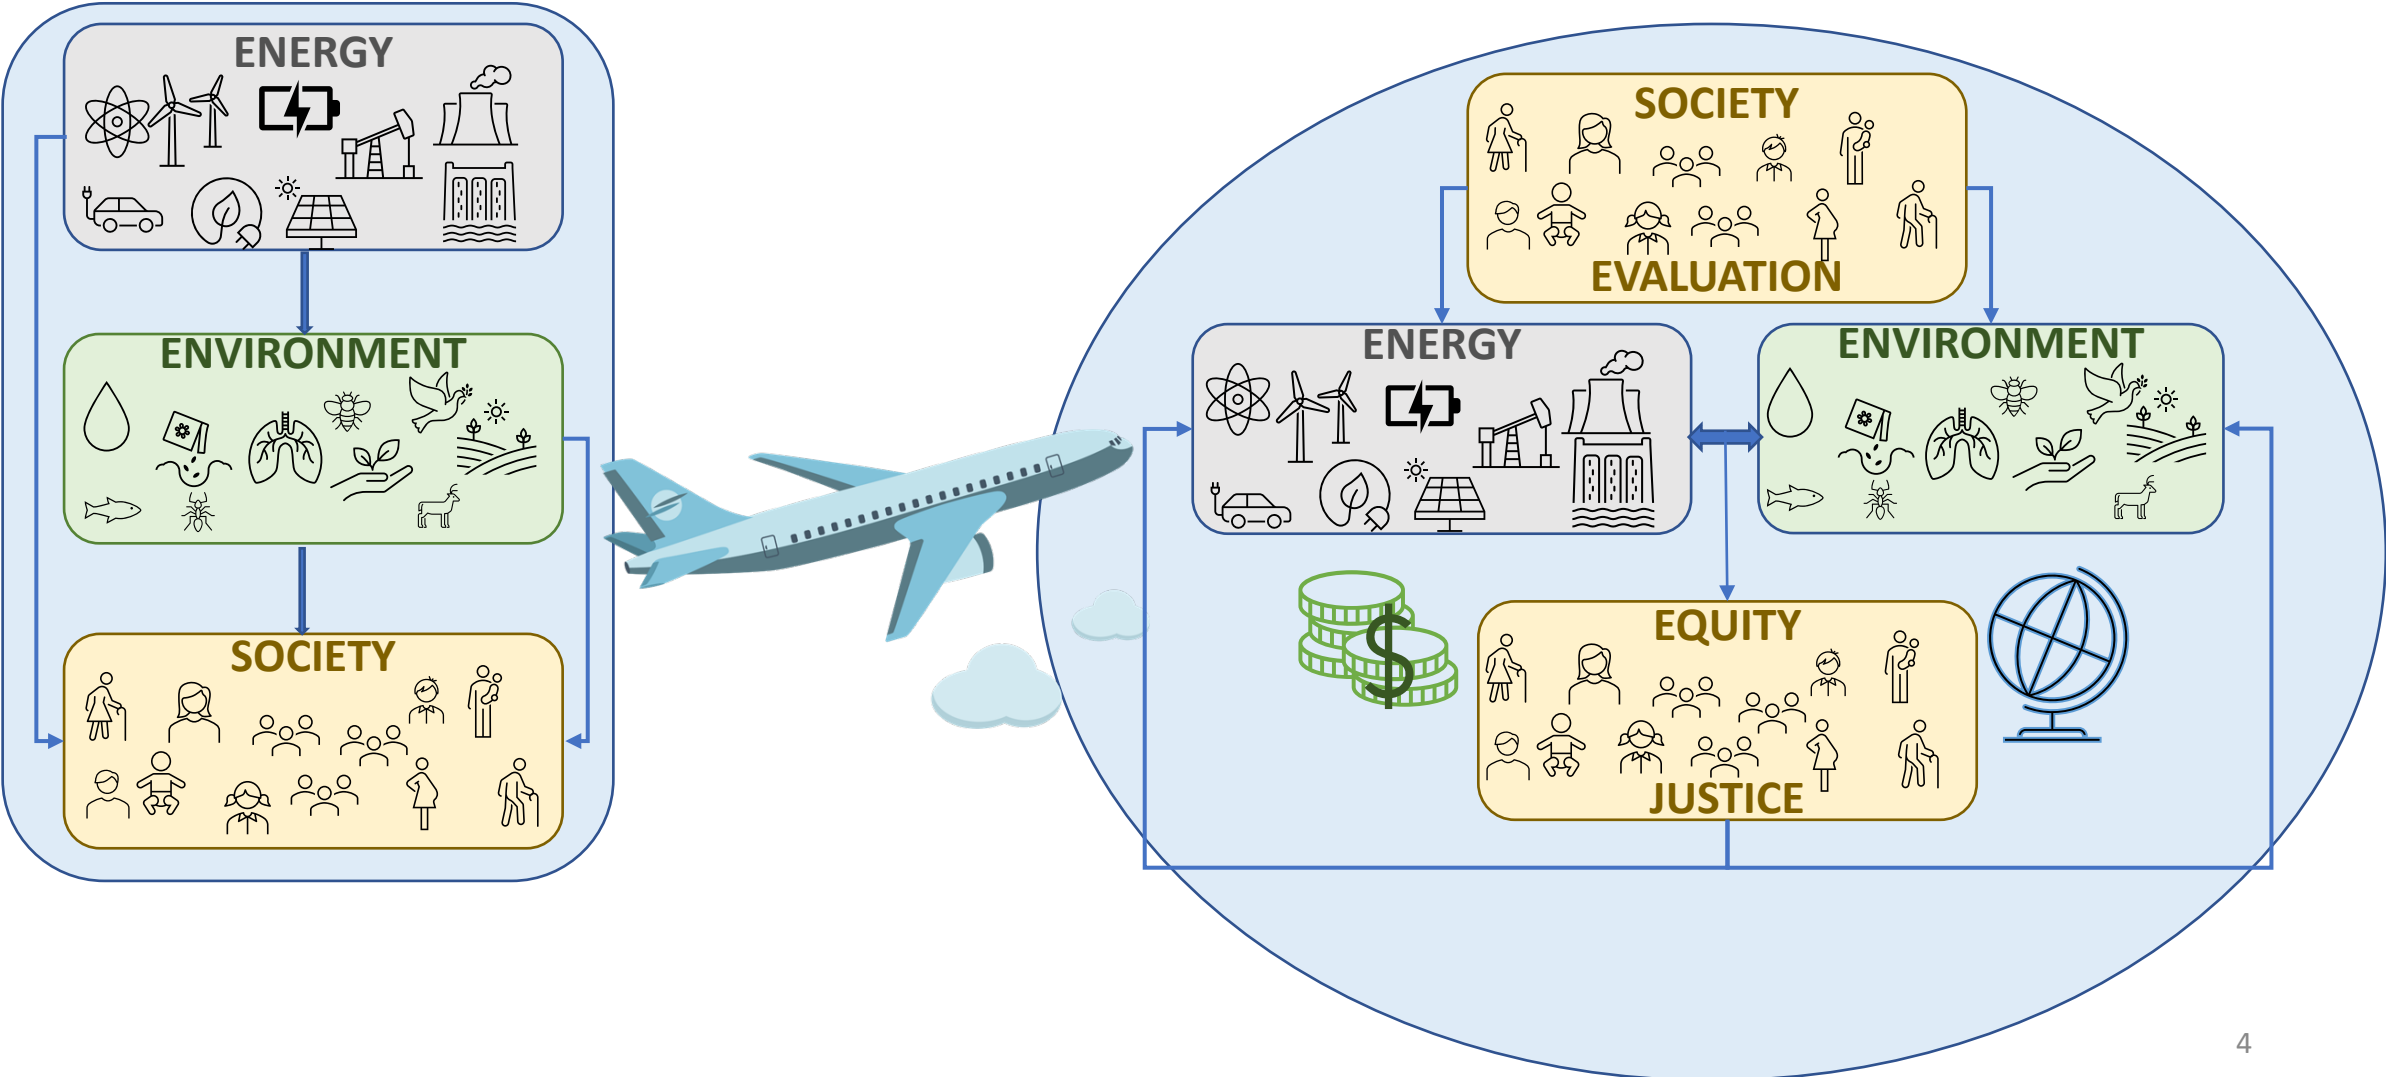 ENERGY
ENVIRONMENT
SOCIETY
SOCIETY
EVALUATION
ENERGY
ENVIRONMENT
$
EQUITY
JUSTICE
4